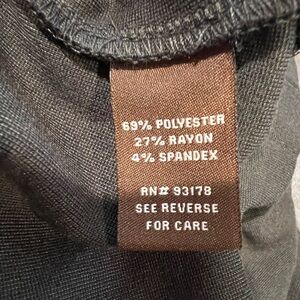 69% POLYESTER
27% RAYON
4% SPANDEX
RN# 93178
SEE REVERSE
FOR CARE